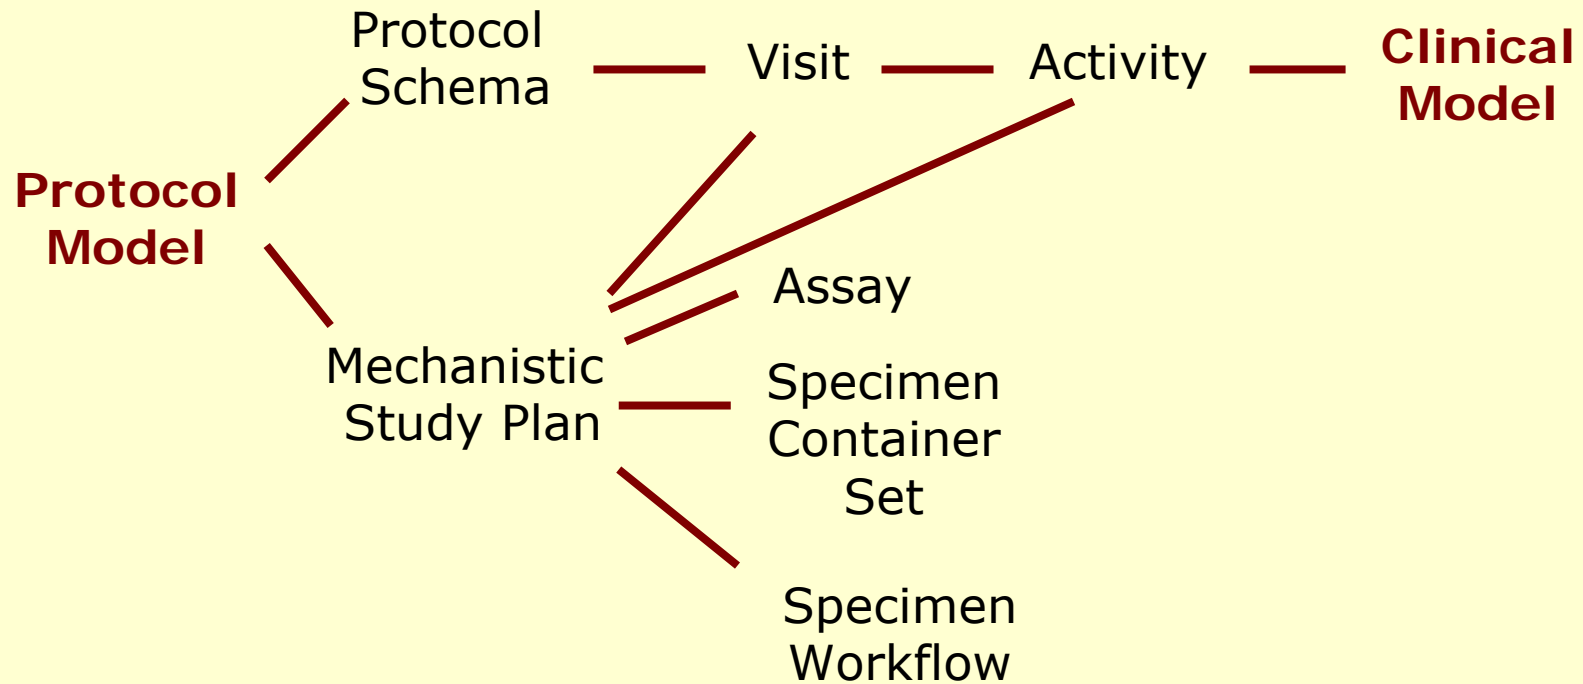 Protocol
Schema
Visit
Activity
Clinical
Model
Protocol
Model
Assay
Mechanistic
Study Plan
Specimen
Container
Set
Specimen
Workflow